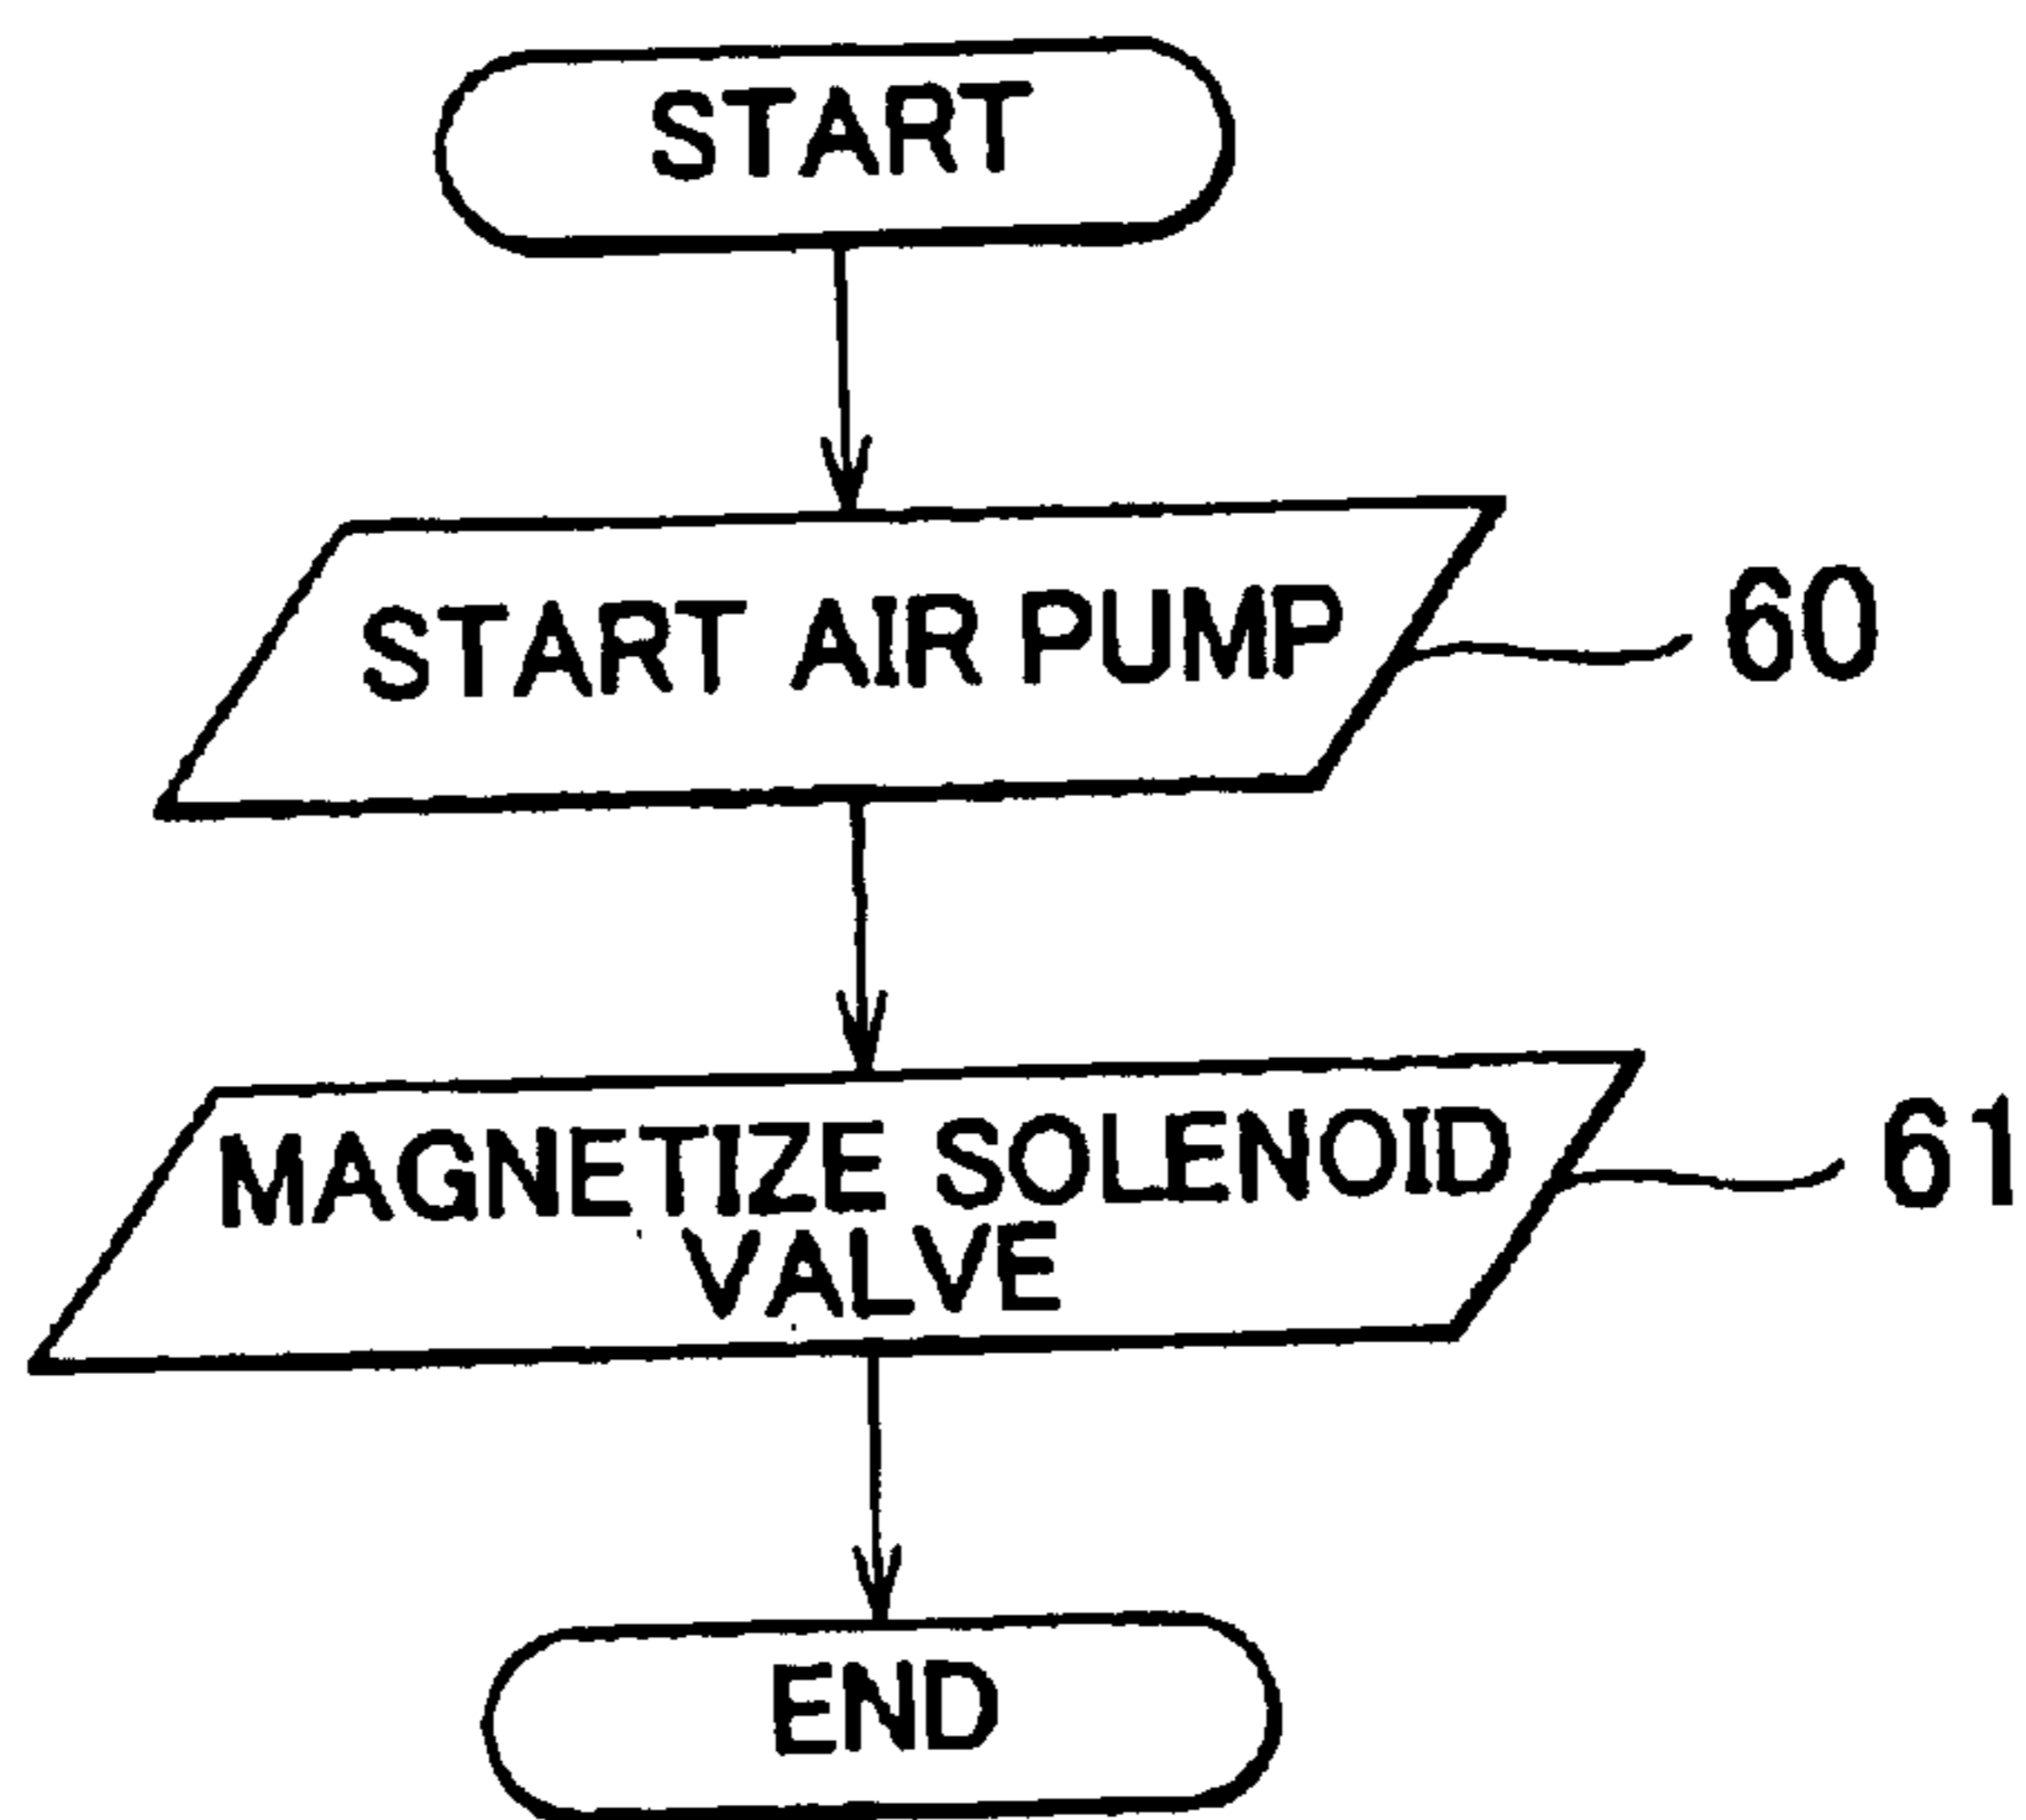 START
START AIR PUMP
60
MAGNETIZE SOLENOID
VALVE
61
END